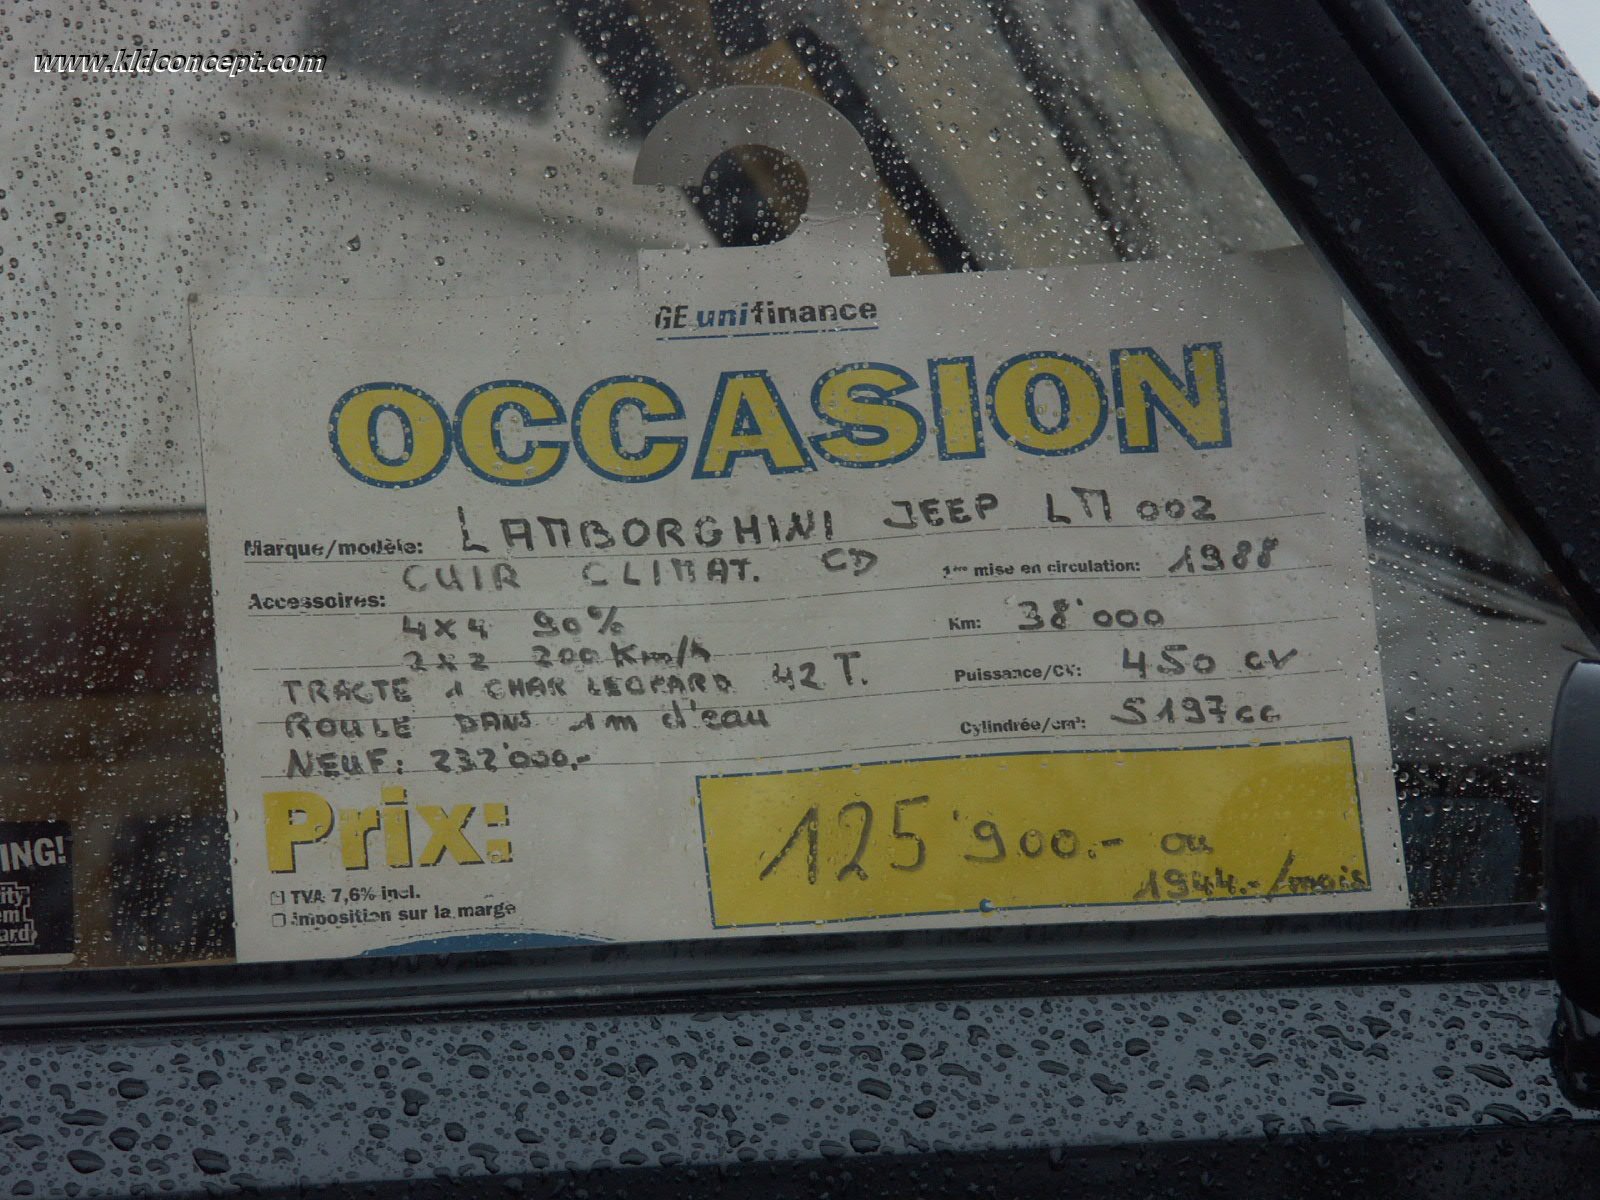 www.kldconcept.com
GE unifinance
OCCASION
Marque/modèle: LAMBORGHINI JEEP LM 002
Accessoires: CUIR CLIMAT. CD
1ère mise en circulation: 1988
4x4 90%
Km: 38'000
2x2 200 Km/h
TRACTE 1 CHAR LEOPARD 42 T.
Puissance/CV: 450 CV
ROULE DANS 1m d'eau
Cylindrée/cm³: 5197cc
NEUF: 232'000.-
Prix: 125'900.- ou
1944.-/mois
TVA 7,6% incl.
Imposition sur la marge
ING!